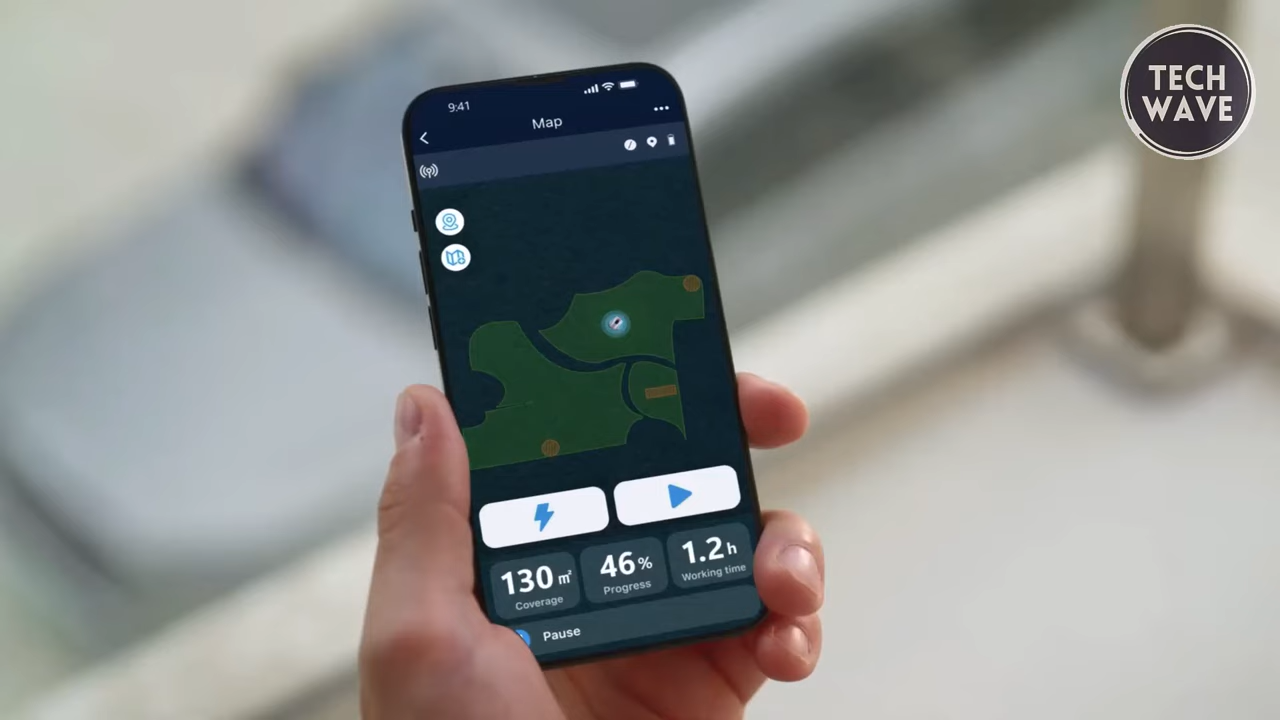 TECH
WAVE
9:41
Map
130 m²
Coverage
46 %
Progress
1.2 h
Working time
Pause